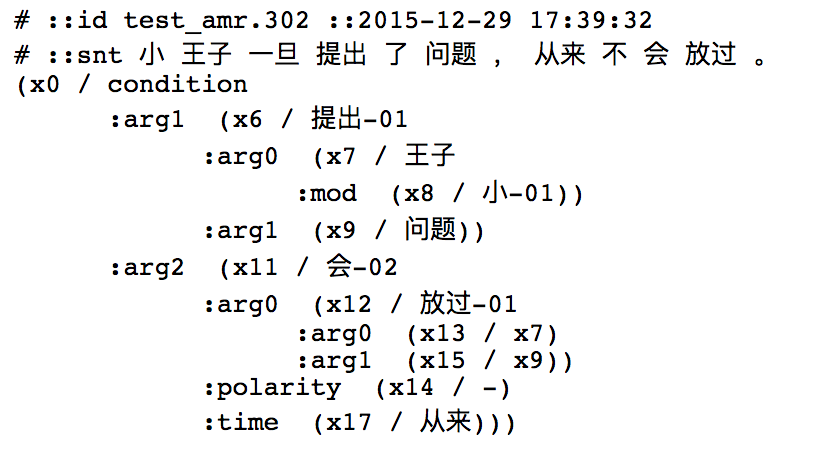 # ::id test_amr.302 ::2015-12-29 17:39:32
# ::snt 小 王子 一旦 提出 了 问题 ， 从来 不 会 放过 。
(x0 / condition
:arg1 (x6 / 提出-01
:arg0 (x7 / 王子
:mod (x8 / 小-01))
:arg1 (x9 / 问题))
:arg2 (x11 / 会-02
:arg0 (x12 / 放过-01
:arg0 (x13 / x7)
:arg1 (x15 / x9))
:polarity (x14 / -)
:time (x17 / 从来)))